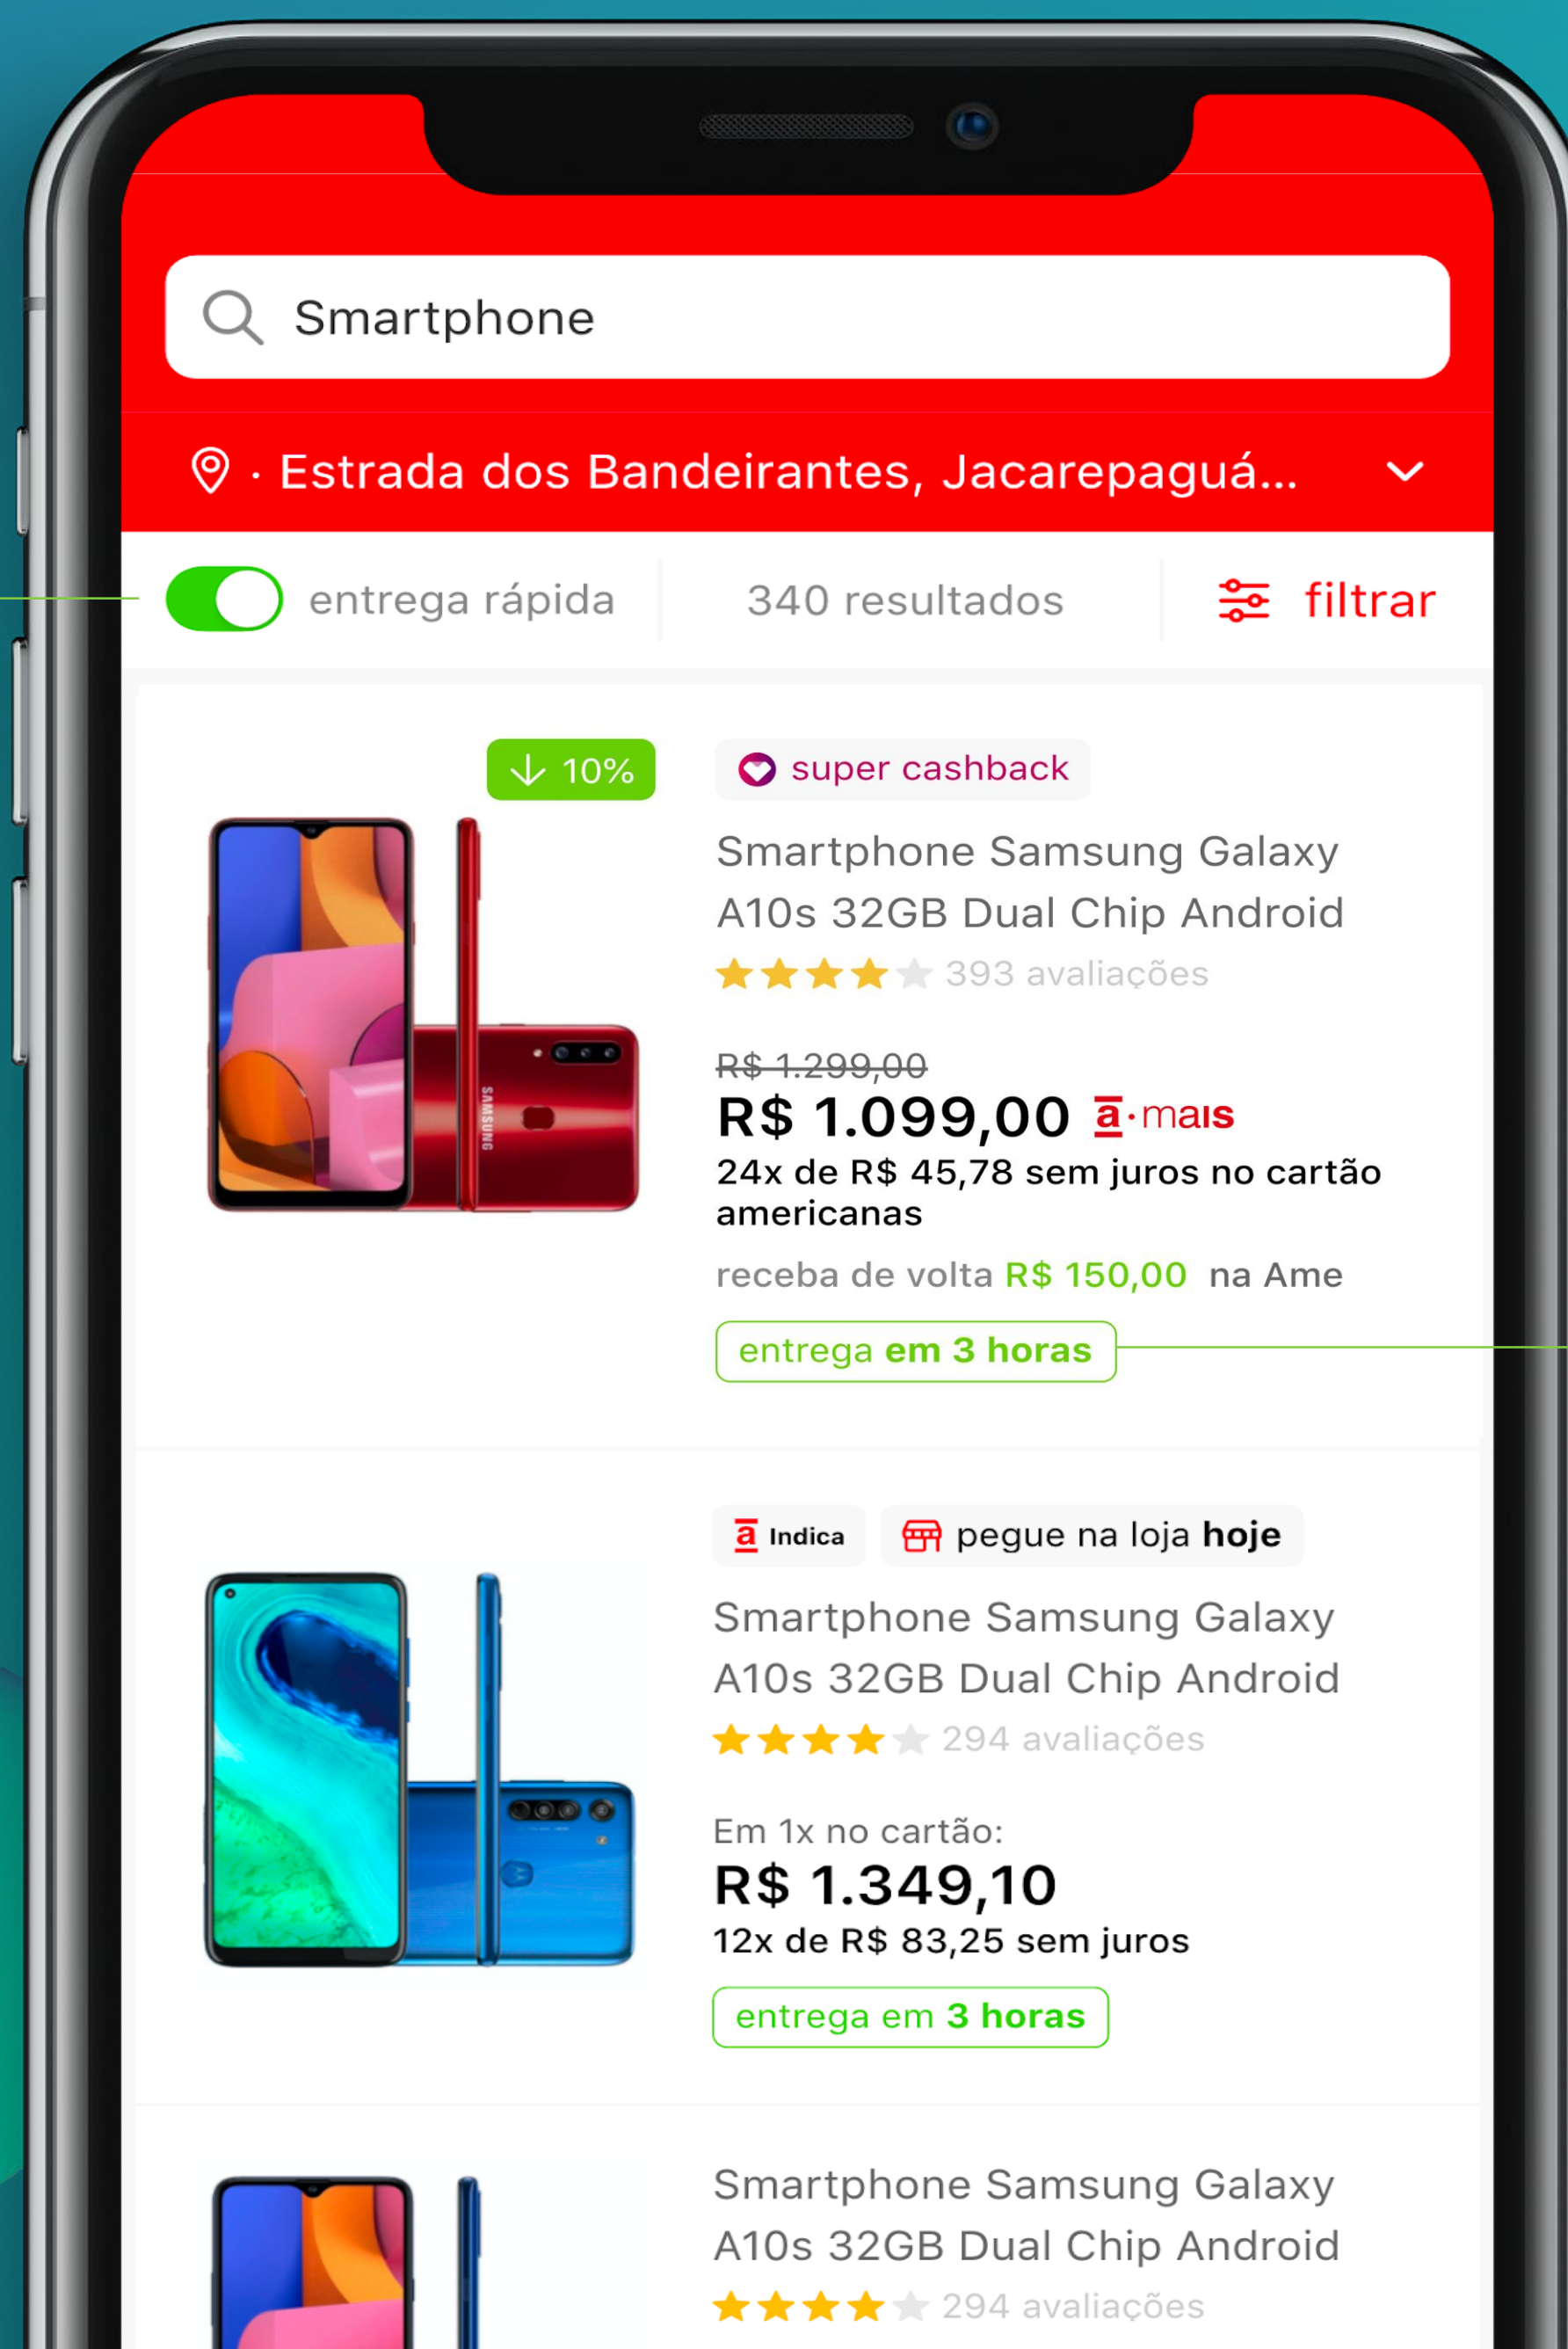 Smartphone
· Estrada dos Bandeirantes, Jacarepaguá...
entrega rápida
340 resultados
filtrar
10%
super cashback
Smartphone Samsung Galaxy
A10s 32GB Dual Chip Android
393 avaliações
SAMSUNG
R$ 1.299,00
R$ 1.099,00 a·mais
24x de R$ 45,78 sem juros no cartão
americanas
receba de volta R$ 150,00 na Ame
entrega em 3 horas
a Indica
pegue na loja hoje
Smartphone Samsung Galaxy
A10s 32GB Dual Chip Android
294 avaliações
Em 1x no cartão:
R$ 1.349,10
12x de R$ 83,25 sem juros
entrega em 3 horas
Smartphone Samsung Galaxy
A10s 32GB Dual Chip Android
294 avaliações